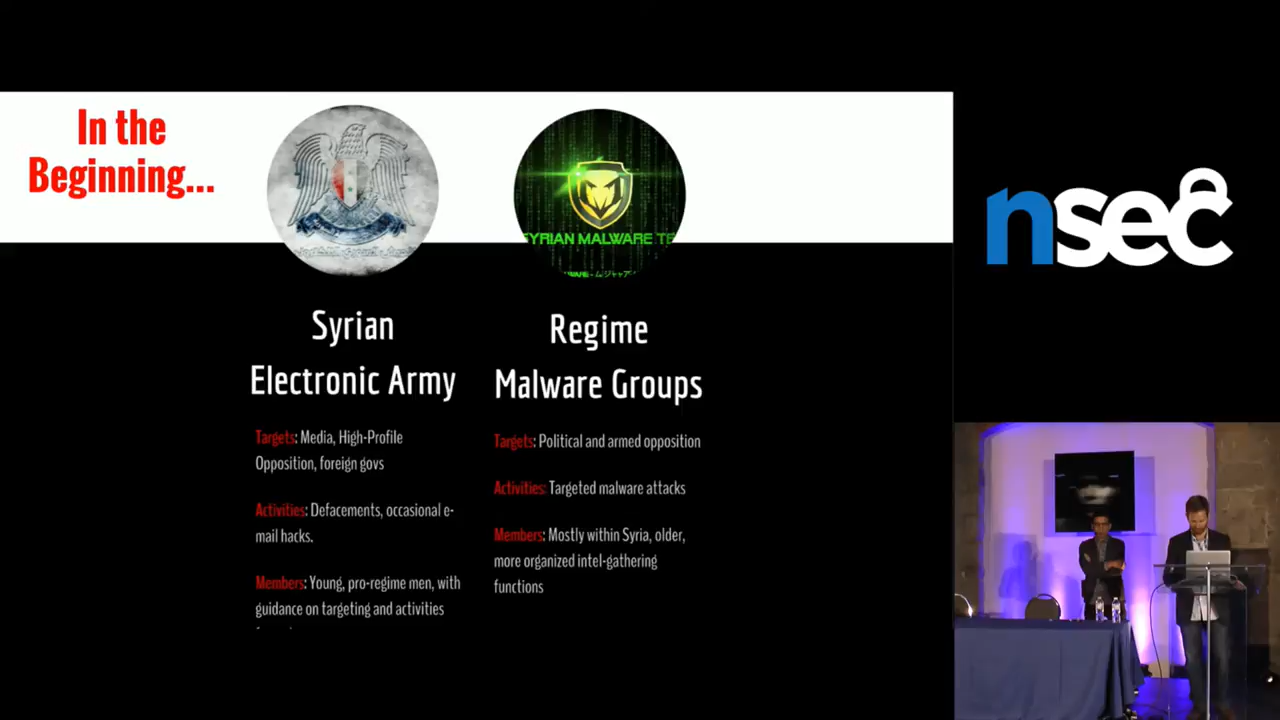 In the
Beginning...
SYRIAN MALWARE TE
Syrian
Electronic Army
Targets: Media, High-Profile
Opposition, foreign govs
Activities: Defacements, occasional e-
mail hacks.
Members: Young, pro-regime men, with
guidance on targeting and activities
Regime
Malware Groups
Targets: Political and armed opposition
Activities: Targeted malware attacks
Members: Mostly within Syria, older,
more organized intel-gathering
functions
nsec